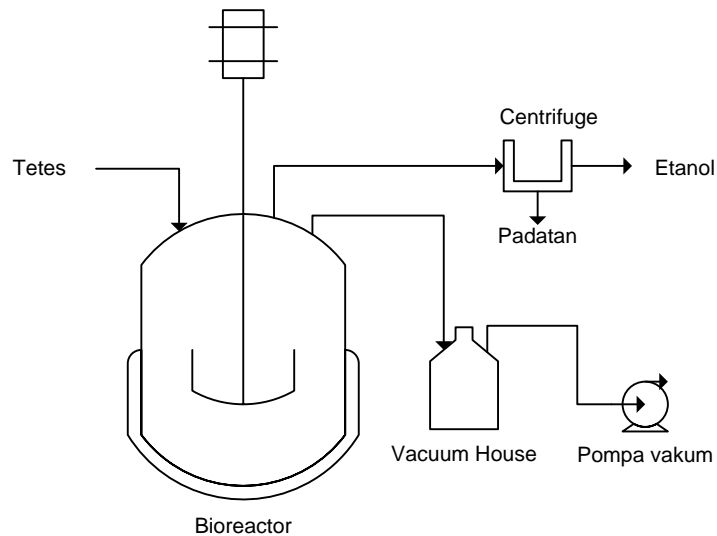 Centrifuge
Tetes
Etanol
Padatan
Vacuum House
Pompa vakum
Bioreactor